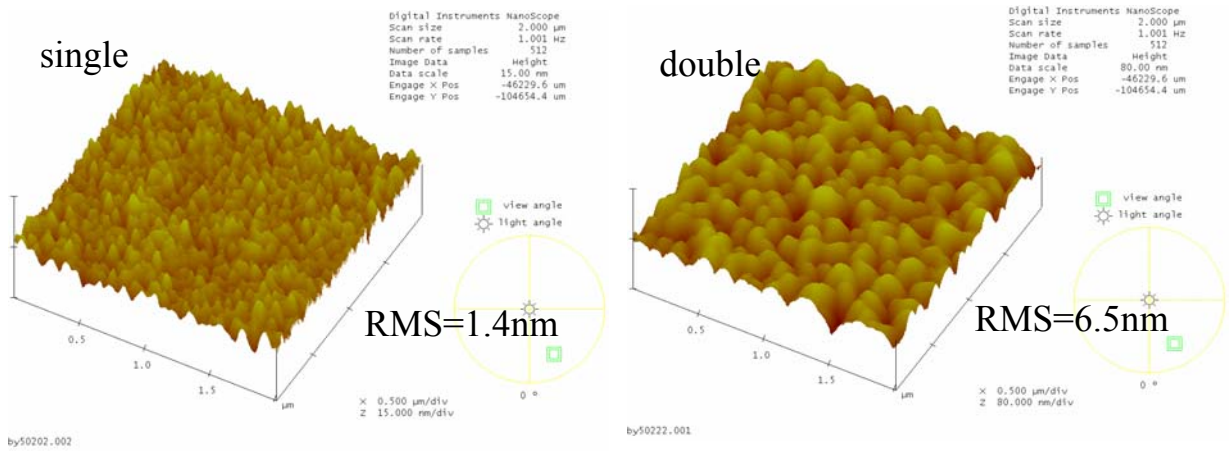 Digital Instruments NanoScope
Scan size 2.000 µm
Scan rate 1.001 Hz
Number of samples 512
Image Data Height
Data scale 15.00 nm
Engage X Pos -46229.6 um
Engage Y Pos -104654.4 um
single
view angle
light angle
RMS=1.4nm
0.5
1.0
1.5
µm
0 °
X 0.500 µm/div
Z 15.000 nm/div
by50202.002
Digital Instruments NanoScope
Scan size 2.000 µm
Scan rate 1.001 Hz
Number of samples 512
Image Data Height
Data scale 80.00 nm
Engage X Pos -46229.6 um
Engage Y Pos -104654.4 um
double
view angle
light angle
RMS=6.5nm
0.5
1.0
1.5
µm
0 °
X 0.500 µm/div
Z 80.000 nm/div
by50222.001